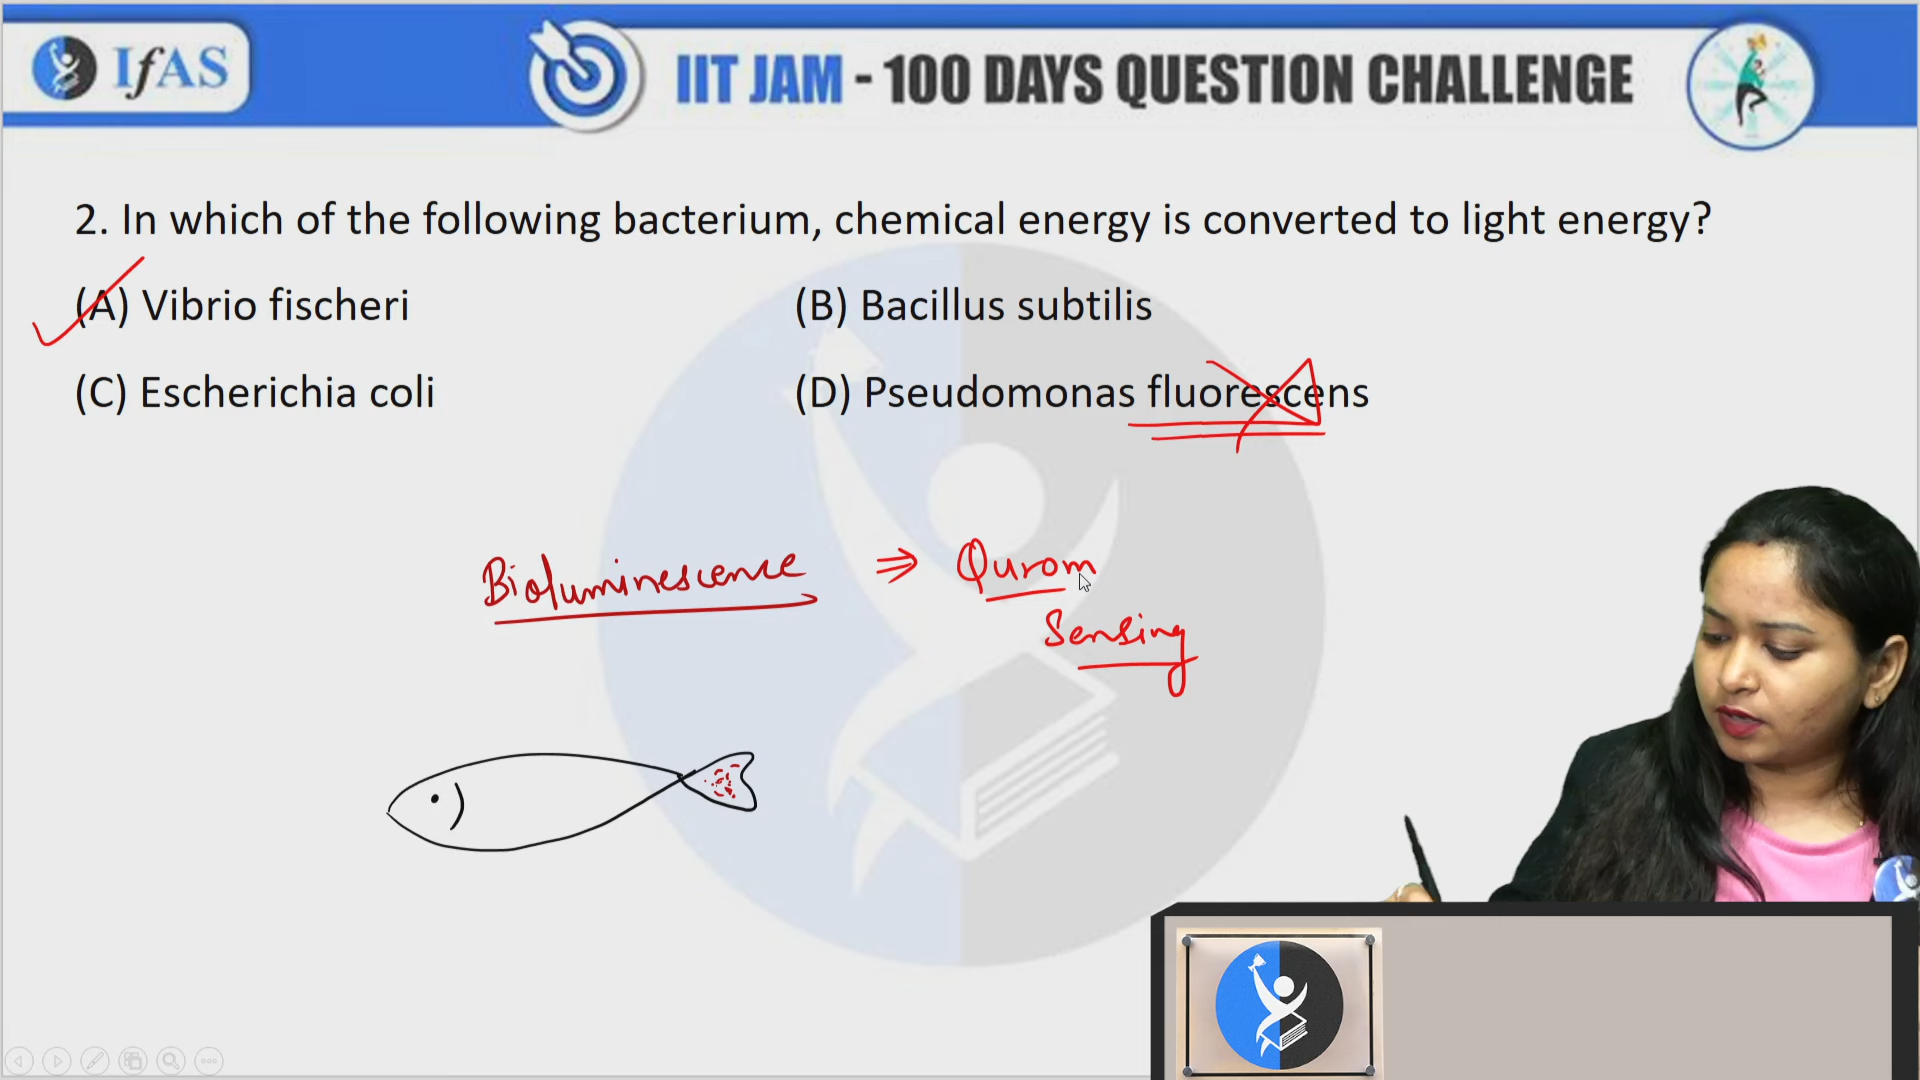 IfAS
IIT JAM - 100 DAYS QUESTION CHALLENGE
2. In which of the following bacterium, chemical energy is converted to light energy?
(A) Vibrio fischeri
(B) Bacillus subtilis
(C) Escherichia coli
(D) Pseudomonas fluorescens
Bioluminescence ⇒ Qurom
Sensing